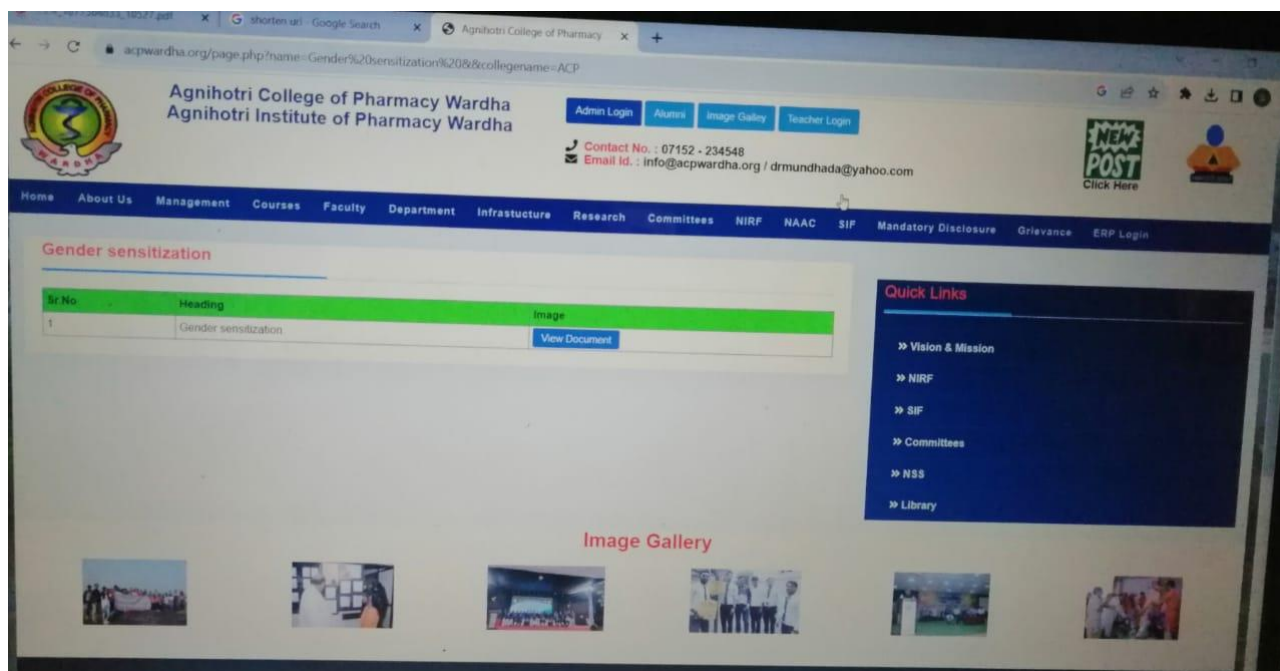 shorten url - Google Search
Agnihotri College of Pharmacy
acpwardha.org/page.php?name=Gender%20sensitization%20&&collegename=ACP
Agnihotri College of Pharmacy Wardha
Agnihotri Institute of Pharmacy Wardha
Admin Login Alumni Image Galley Teacher Login
Contact No. : 07152 - 234548
Email Id. : info@acpwardha.org / drmundhada@yahoo.com
WARDHA
NEW
POST
Click Here
Home About Us Management Courses Faculty Department Infrastucture Research Committees NIRF NAAC SIF Mandatory Disclosure Grievance ERP Login
Gender sensitization
Sr.No Heading Image
1 Gender sensitization View Document
Quick Links
» Vision & Mission
» NIRF
» SIF
» Committees
» NSS
» Library
Image Gallery